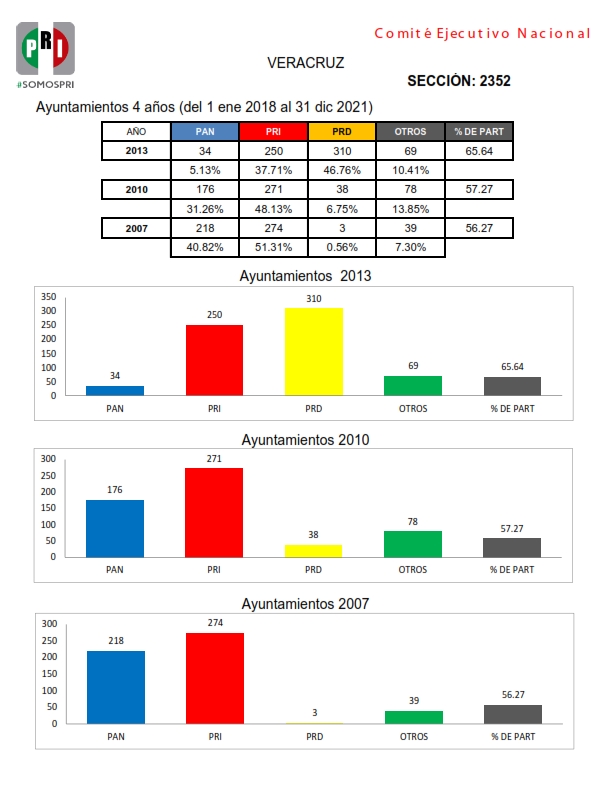 Comité Ejecutivo Nacional
PRI
#SOMOSPRI
VERACRUZ
SECCIÓN: 2352
Ayuntamientos 4 años (del 1 ene 2018 al 31 dic 2021)
AÑO PAN PRI PRD OTROS % DE PART
2013 34 250 310 69 65.64
5.13% 37.71% 46.76% 10.41%
2010 176 271 38 78 57.27
31.26% 48.13% 6.75% 13.85%
2007 218 274 3 39 56.27
40.82% 51.31% 0.56% 7.30%
Ayuntamientos 2013
350
300
250
200
150
100
50
0
34
250
310
69
65.64
PAN PRI PRD OTROS % DE PART
Ayuntamientos 2010
300
250
200
150
100
50
0
176
271
38
78
57.27
PAN PRI PRD OTROS % DE PART
Ayuntamientos 2007
300
250
200
150
100
50
0
218
274
3
39
56.27
PAN PRI PRD OTROS % DE PART